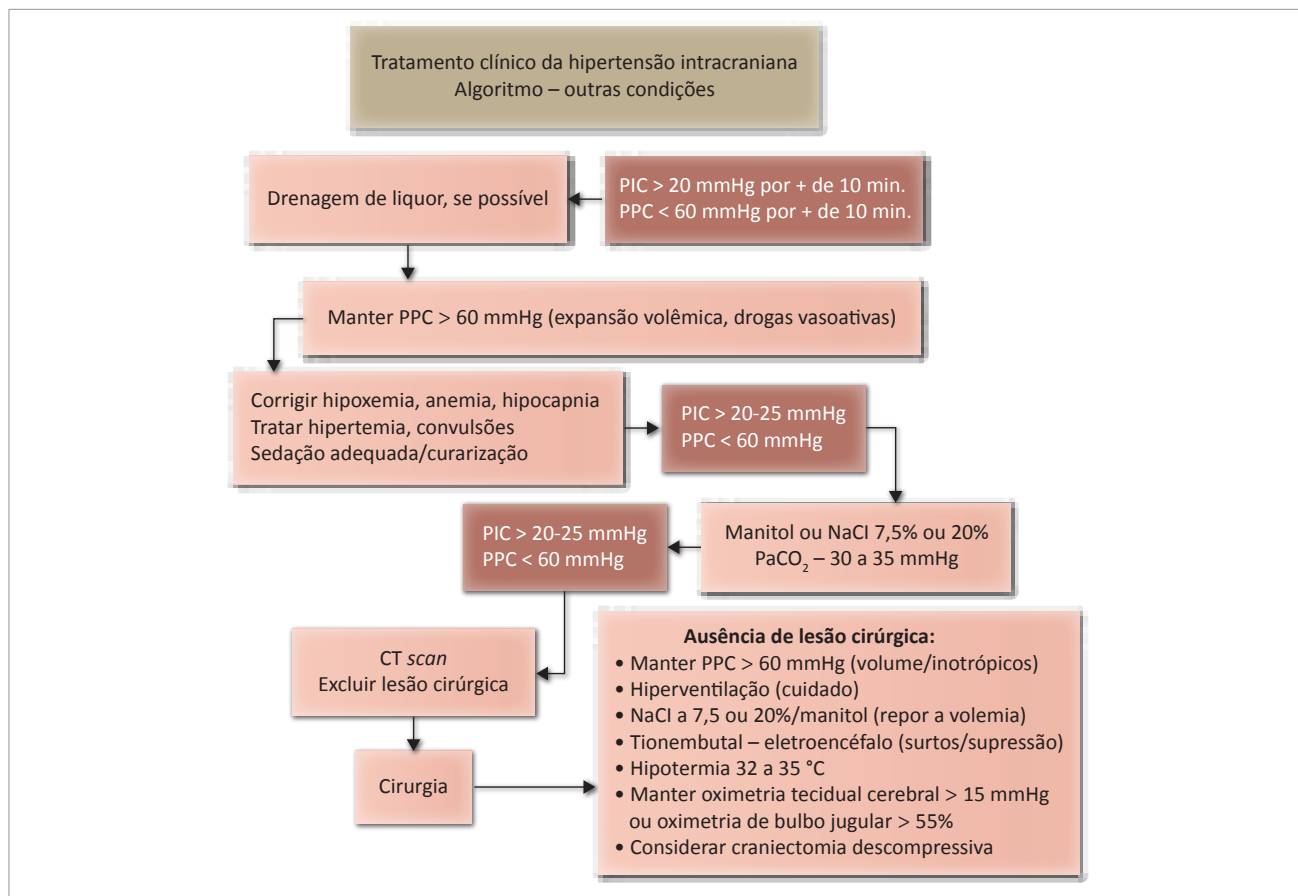 Tratamento clínico da hipertensão intracraniana
Algoritmo – outras condições
Drenagem de liquor, se possível
PIC > 20 mmHg por + de 10 min.
PPC < 60 mmHg por + de 10 min.
Manter PPC > 60 mmHg (expansão volêmica, drogas vasoativas)
Corrigir hipoxemia, anemia, hipocapnia
Tratar hipertemia, convulsões
Sedação adequada/curarização
PIC > 20-25 mmHg
PPC < 60 mmHg
Manitol ou NaCl 7,5% ou 20%
PaCO₂ – 30 a 35 mmHg
PIC > 20-25 mmHg
PPC < 60 mmHg
CT scan
Excluir lesão cirúrgica
Cirurgia
Ausência de lesão cirúrgica:
• Manter PPC > 60 mmHg (volume/inotrópicos)
• Hiperventilação (cuidado)
• NaCl a 7,5 ou 20%/manitol (repor a volemia)
• Tionembutal – eletroencéfalo (surtos/supressão)
• Hipotermia 32 a 35 °C
• Manter oximetria tecidual cerebral > 15 mmHg
ou oximetria de bulbo jugular > 55%
• Considerar craniectomia descompressiva